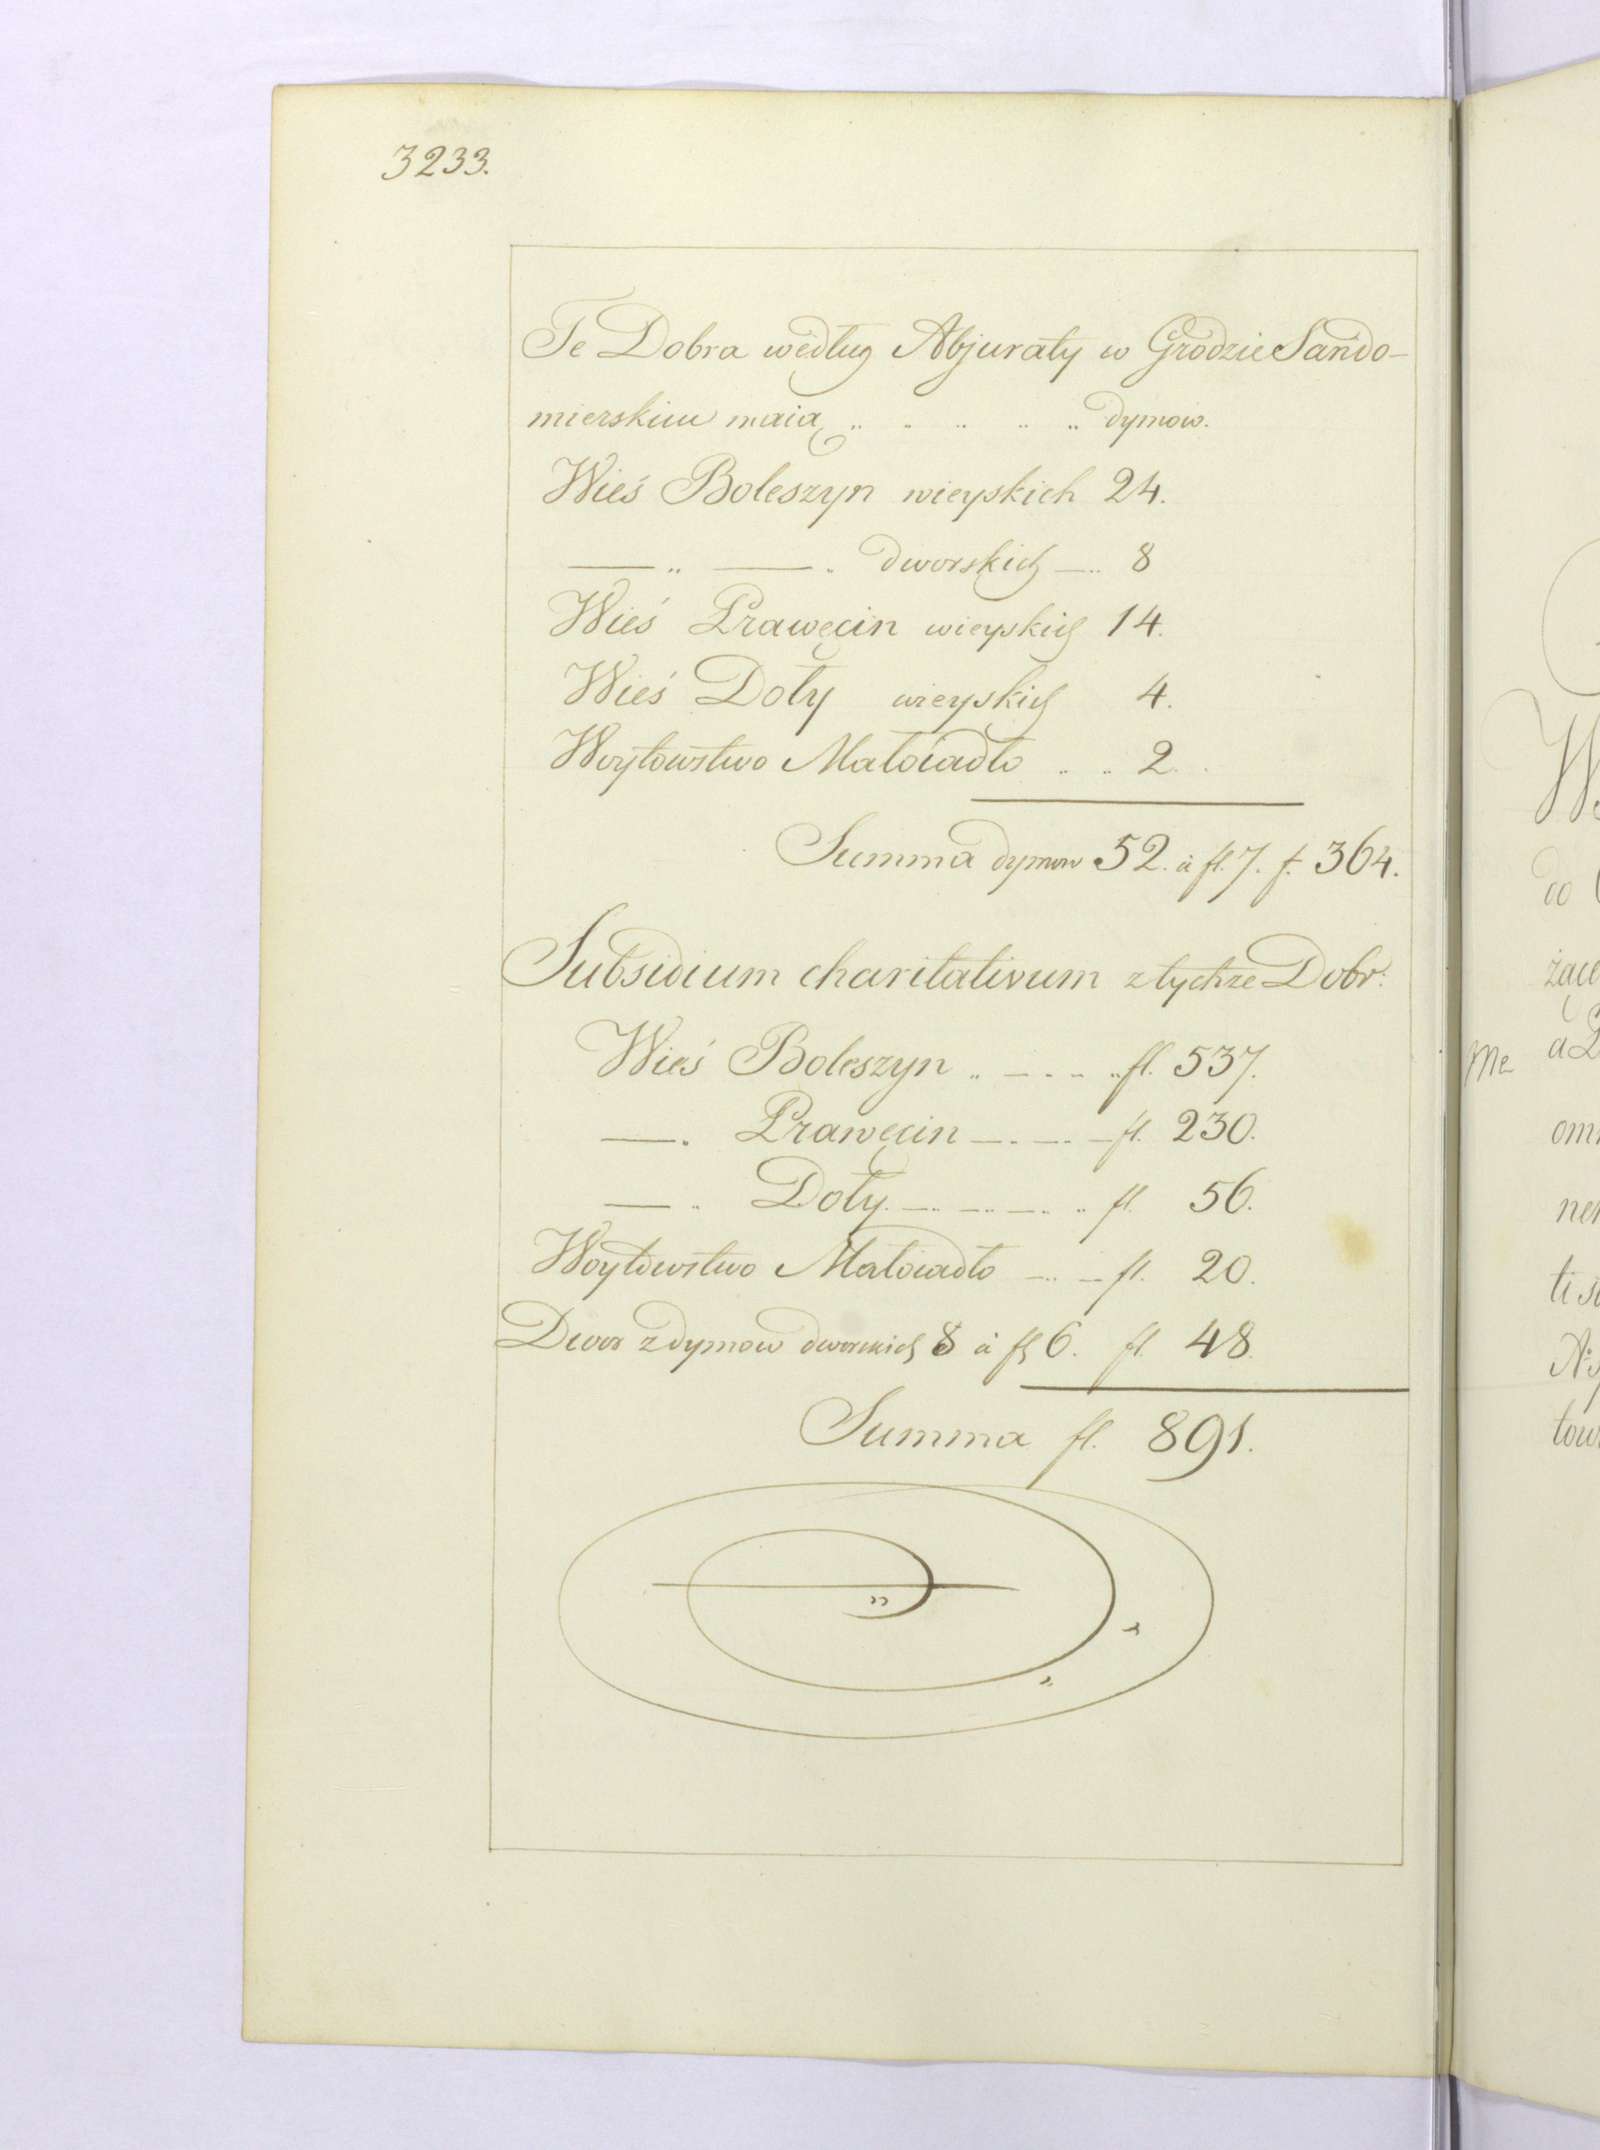 3233.
Te Dobra według Abjuraty w Grodzie Sando-
mierskim maią „ „ „ „ „ dymow.
Wieś Boleszyn wieyskich 24.
— „ — „ dworskich — „ 8
Wieś Prawęcin wieyskich 14.
Wieś Doły wieyskich 4.
Woytowstwo Małoiadło „ „ 2.
Summa dymow 52. à fl. 7. f. 364.
Subsidium charitativum z tychże Dobr:
Wieś Boleszyn „ — „ „ „ fl. 537.
— . Prawęcin — . — . — fl. 230.
— „ Doły. — „ — „ — „ „ fl. 56.
Woytowstwo Małoiadło — „ — fl. 20.
Dwor z dymow dworskich 8 à fl 6. fl. 48.
Summa fl. 891.
Me